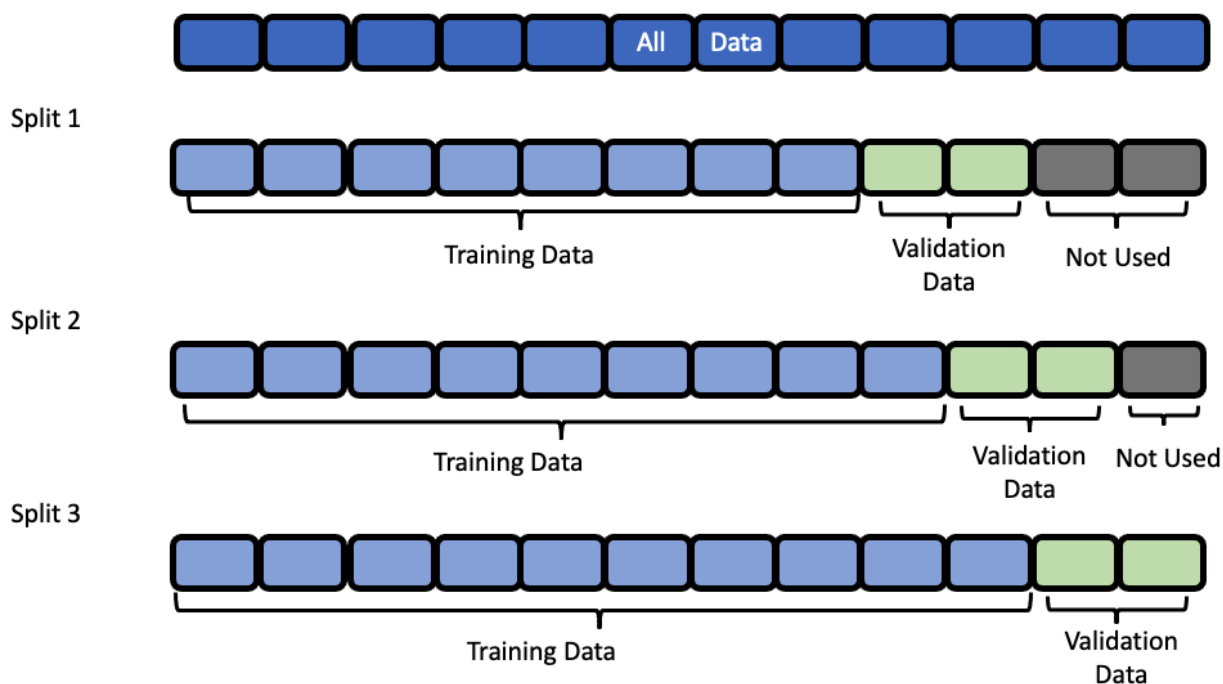 All Data
Split 1
Training Data
Validation
Data
Not Used
Split 2
Training Data
Validation
Data
Not Used
Split 3
Training Data
Validation
Data